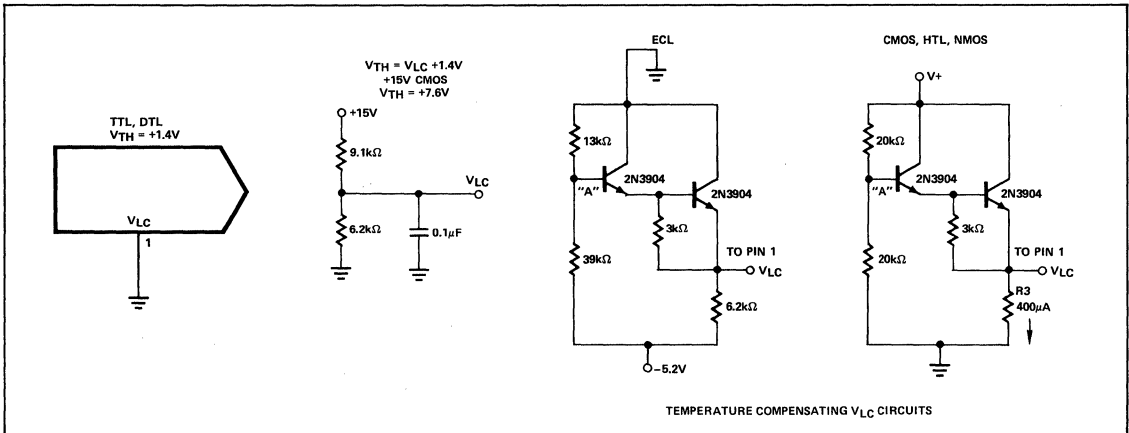 TTL, DTL
VTH = +1.4V
VLC
1
VTH = VLC +1.4V
+15V CMOS
VTH = +7.6V
+15V
9.1kΩ
VLC
6.2kΩ
0.1μF
ECL
13kΩ
"A"
2N3904
2N3904
3kΩ
39kΩ
TO PIN 1
VLC
6.2kΩ
–5.2V
CMOS, HTL, NMOS
V+
20kΩ
"A"
2N3904
2N3904
3kΩ
20kΩ
TO PIN 1
VLC
R3
400μA
TEMPERATURE COMPENSATING VLC CIRCUITS